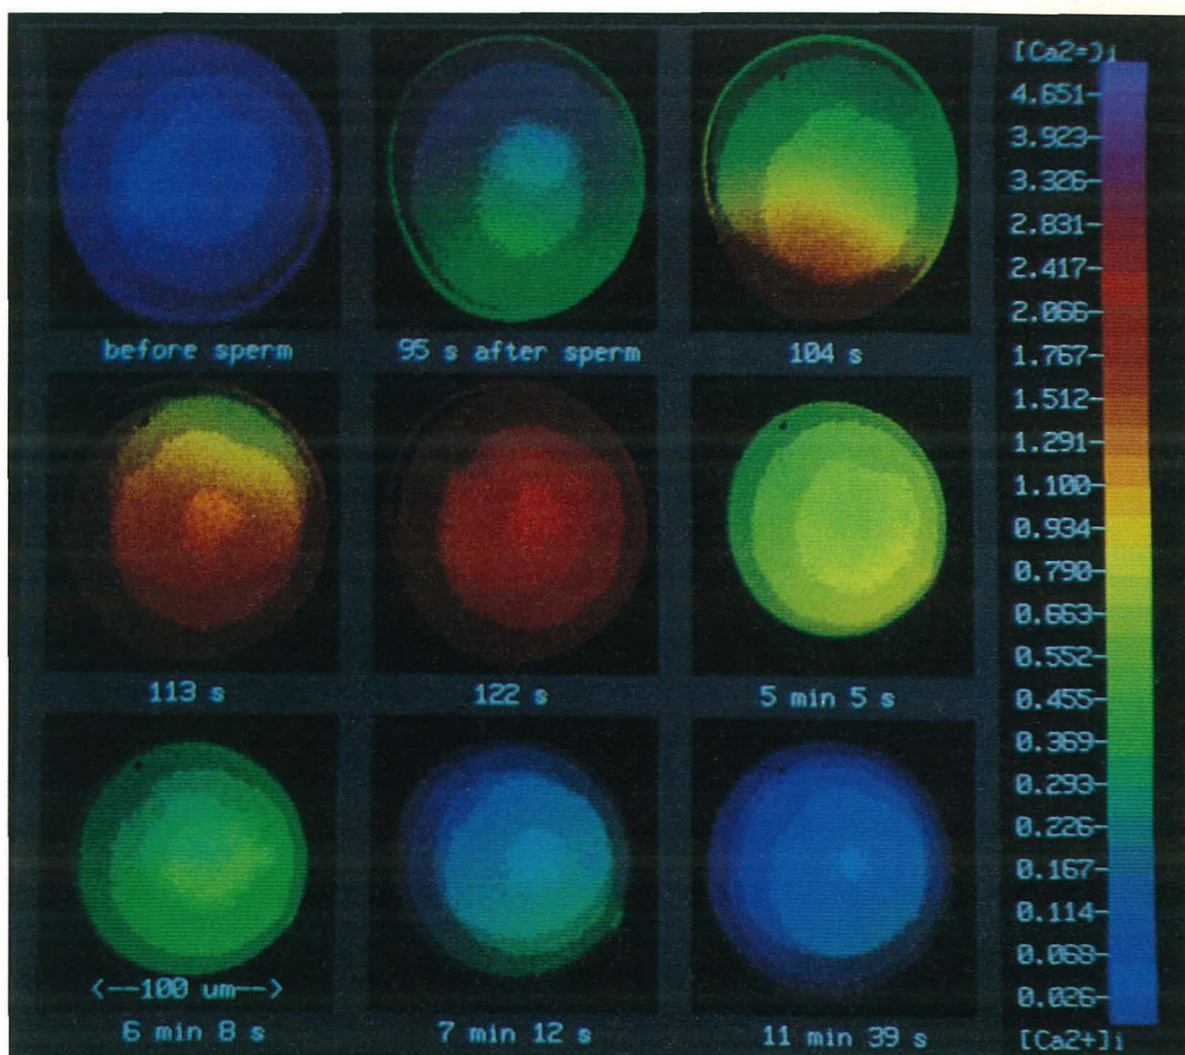 before sperm
95 s after sperm
104 s
113 s
122 s
5 min 5 s
<--100 um-->
6 min 8 s
7 min 12 s
11 min 39 s
[Ca2=]i
4.651
3.923
3.326
2.831
2.417
2.066
1.767
1.512
1.291
1.100
0.934
0.790
0.663
0.552
0.455
0.369
0.293
0.226
0.167
0.114
0.068
0.026
[Ca2+]i